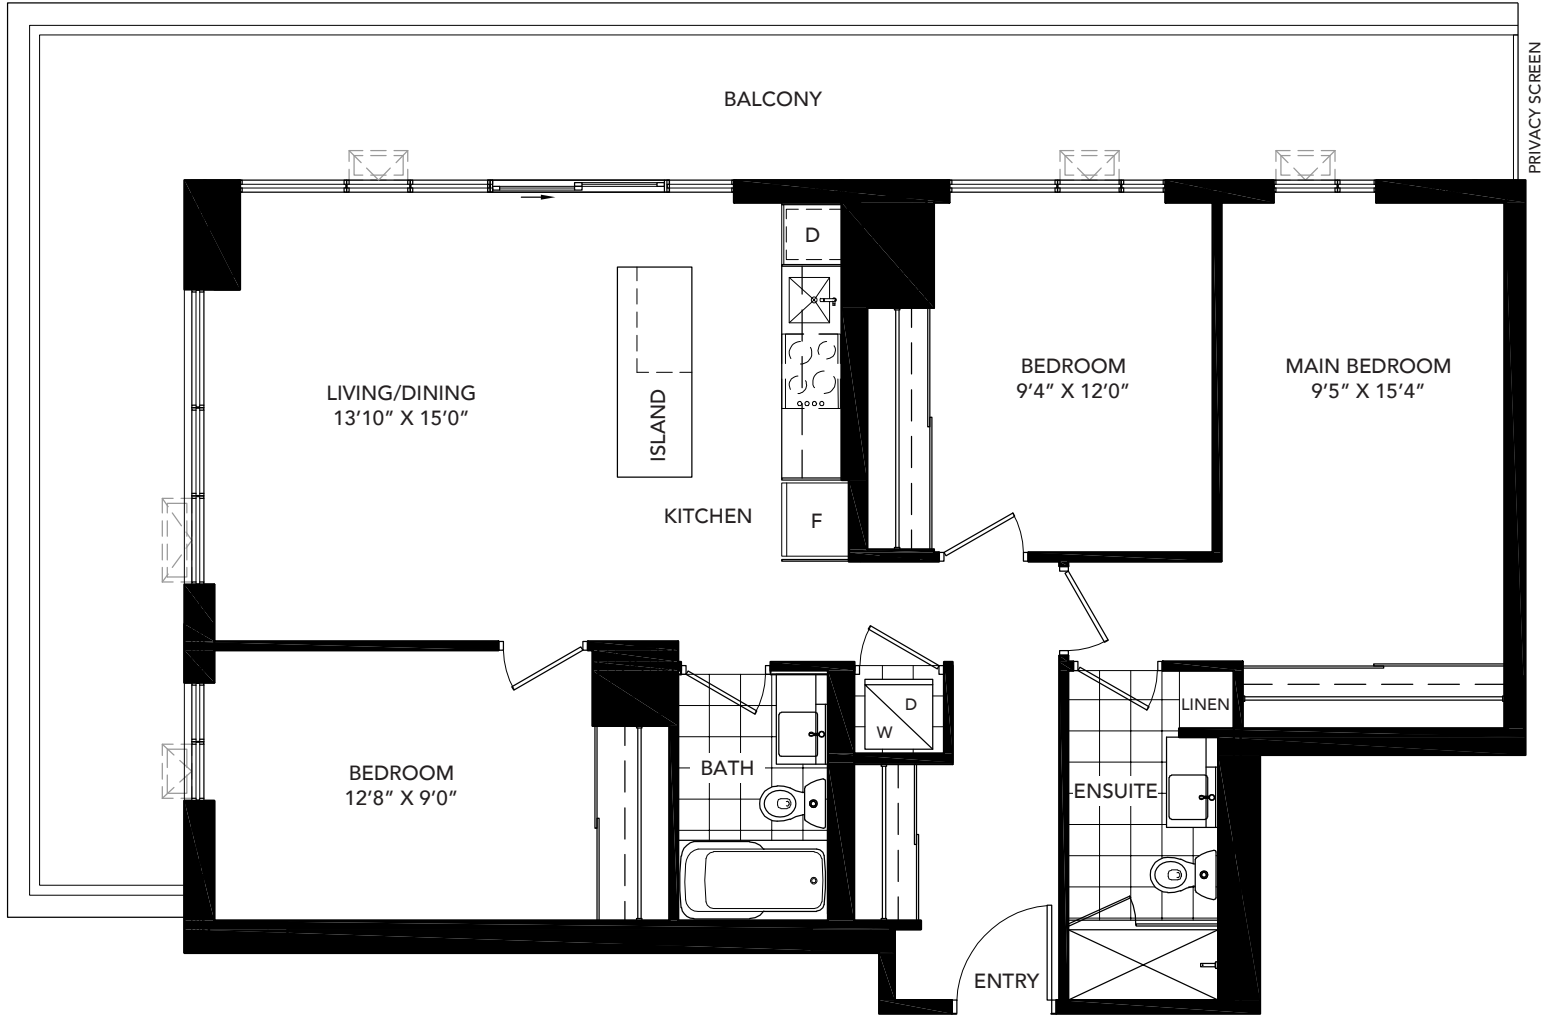 BALCONY
PRIVACY SCREEN
D
LIVING/DINING
13’10” X 15’0”
ISLAND
KITCHEN
F
BEDROOM
9’4” X 12’0”
MAIN BEDROOM
9’5” X 15’4”
BEDROOM
12’8” X 9’0”
BATH
D
W
LINEN
ENSUITE
ENTRY